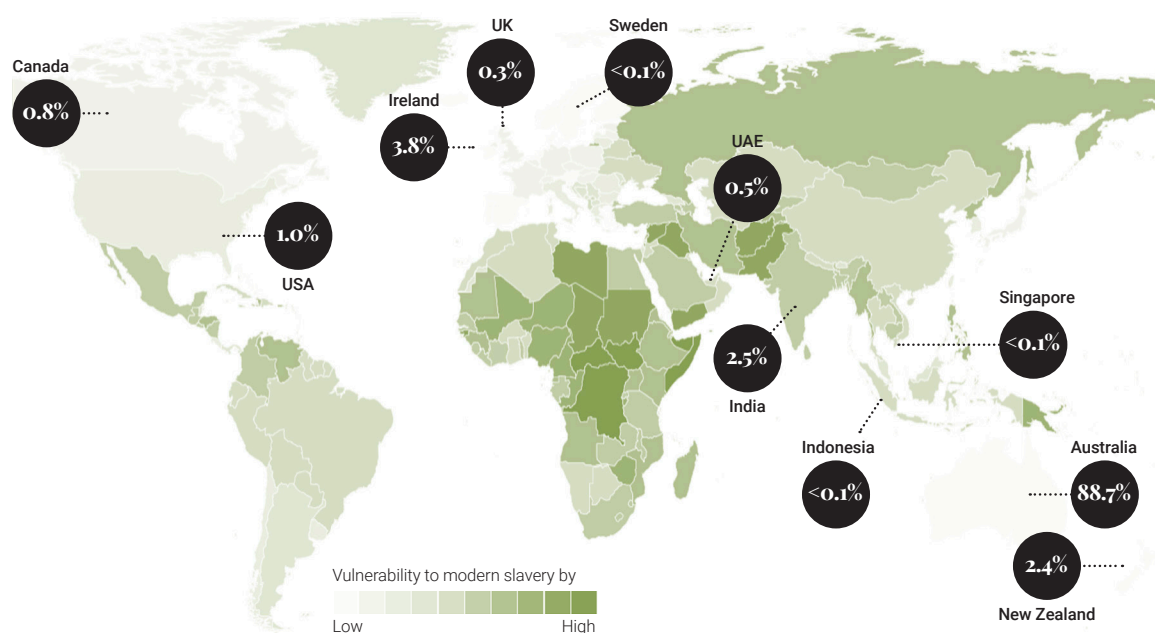 UK
0.3%
Sweden
<0.1%
Canada
0.8%
Ireland
3.8%
UAE
0.5%
1.0%
USA
Singapore
<0.1%
2.5%
India
Indonesia
<0.1%
Australia
88.7%
2.4%
New Zealand
Vulnerability to modern slavery by
Low
High